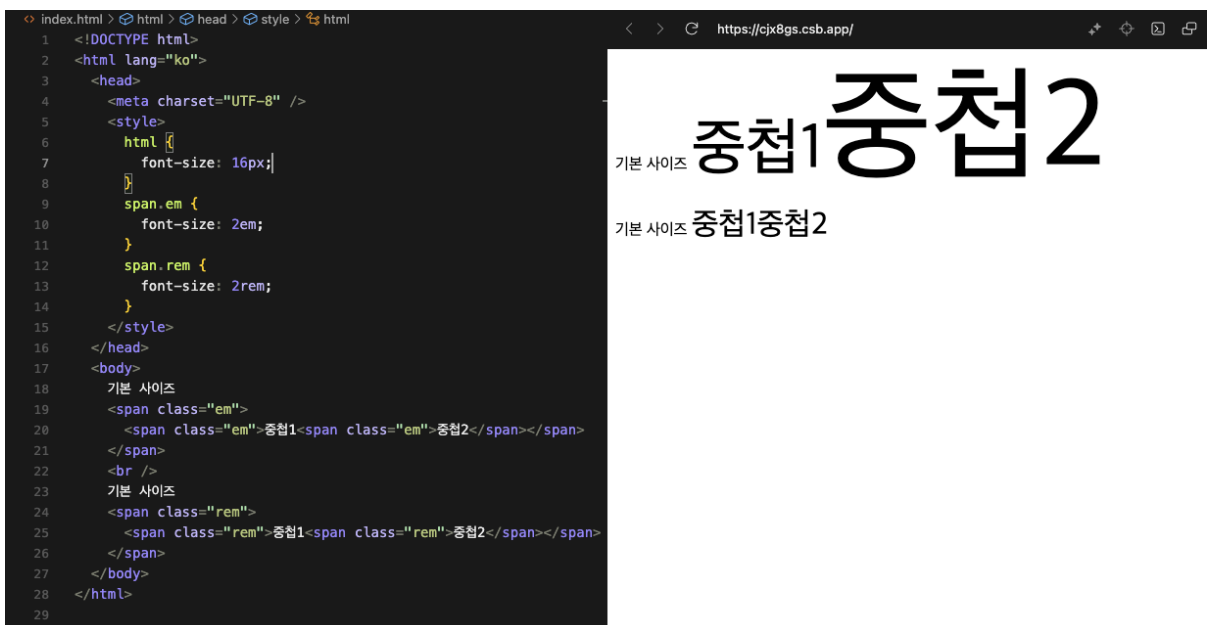 index.html > html > head > style > html
1 <!DOCTYPE html>
2 <html lang="ko">
3 <head>
4 <meta charset="UTF-8" />
5 <style>
6 html {
7 font-size: 16px;
8 }
9 span.em {
10 font-size: 2em;
11 }
12 span.rem {
13 font-size: 2rem;
14 }
15 </style>
16 </head>
17 <body>
18 기본 사이즈
19 <span class="em">
20 <span class="em">중첩1<span class="em">중첩2</span></span>
21 </span>
22 <br />
23 기본 사이즈
24 <span class="rem">
25 <span class="rem">중첩1<span class="rem">중첩2</span></span>
26 </span>
27 </body>
28 </html>
29
https://cjx8gs.csb.app/
기본 사이즈 중첩1중첩2
기본 사이즈 중첩1중첩2